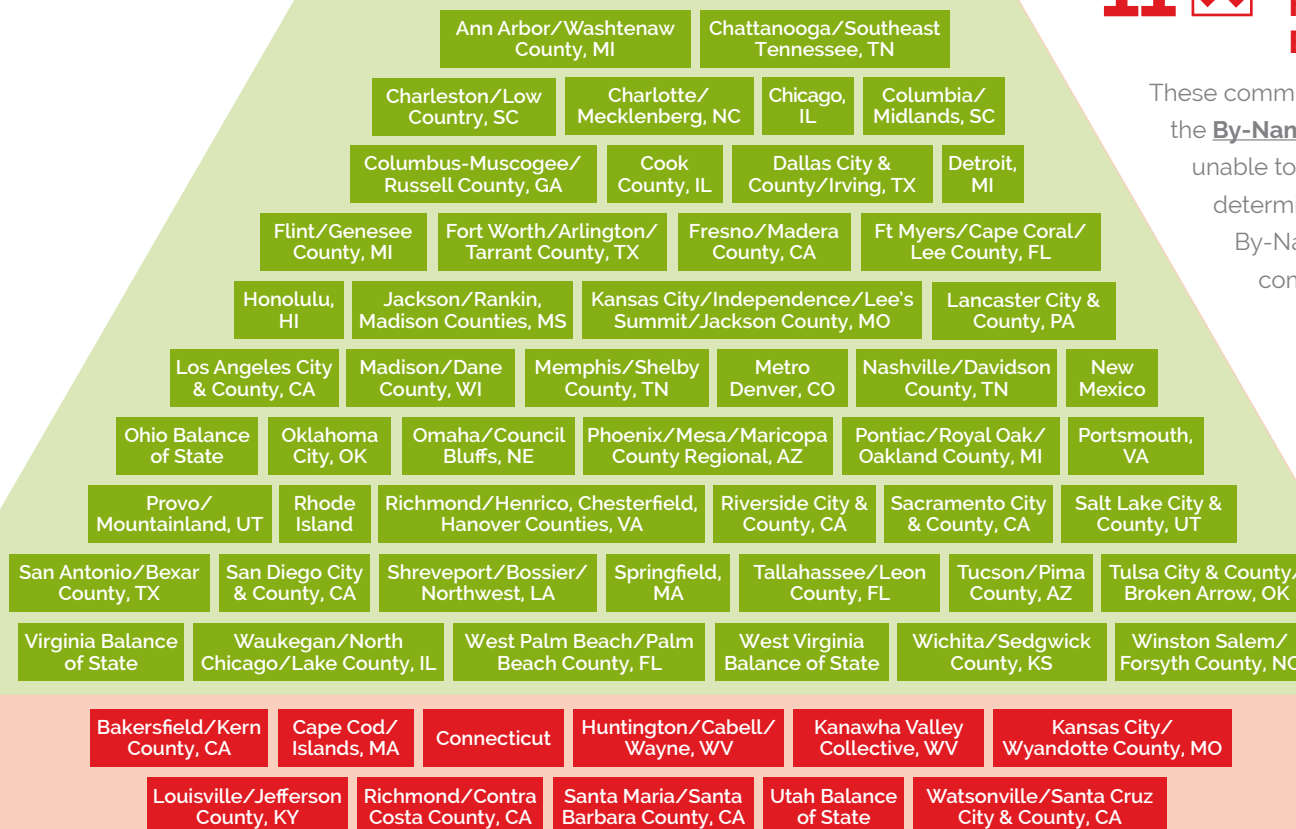 Ann Arbor/Washtenaw
County, MI
Chattanooga/Southeast
Tennessee, TN
Charleston/Low
Country, SC
Charlotte/
Mecklenberg, NC
Chicago,
IL
Columbia/
Midlands, SC
Columbus-Muscogee/
Russell County, GA
Cook
County, IL
Dallas City &
County/Irving, TX
Detroit,
MI
Flint/Genesee
County, MI
Fort Worth/Arlington/
Tarrant County, TX
Fresno/Madera
County, CA
Ft Myers/Cape Coral/
Lee County, FL
Honolulu,
HI
Jackson/Rankin,
Madison Counties, MS
Kansas City/Independence/Lee's
Summit/Jackson County, MO
Lancaster City &
County, PA
Los Angeles City
& County, CA
Madison/Dane
County, WI
Memphis/Shelby
County, TN
Metro
Denver, CO
Nashville/Davidson
County, TN
New
Mexico
Ohio Balance
of State
Oklahoma
City, OK
Omaha/Council
Bluffs, NE
Phoenix/Mesa/Maricopa
County Regional, AZ
Pontiac/Royal Oak/
Oakland County, MI
Portsmouth,
VA
Provo/
Mountainland, UT
Rhode
Island
Richmond/Henrico, Chesterfield,
Hanover Counties, VA
Riverside City &
County, CA
Sacramento City
& County, CA
Salt Lake City &
County, UT
San Antonio/Bexar
County, TX
San Diego City
& County, CA
Shreveport/Bossier/
Northwest, LA
Springfield,
MA
Tallahassee/Leon
County, FL
Tucson/Pima
County, AZ
Tulsa City & County/
Broken Arrow, OK
Virginia Balance
of State
Waukegan/North
Chicago/Lake County, IL
West Palm Beach/Palm
Beach County, FL
West Virginia
Balance of State
Wichita/Sedgwick
County, KS
Winston Salem/
Forsyth County, NC
Bakersfield/Kern
County, CA
Cape Cod/
Islands, MA
Connecticut
Huntington/Cabell/
Wayne, WV
Kanawha Valley
Collective, WV
Kansas City/
Wyandotte County, MO
Louisville/Jefferson
County, KY
Richmond/Contra
Costa County, CA
Santa Maria/Santa
Barbara County, CA
Utah Balance
of State
Watsonville/Santa Cruz
City & County, CA
These comm
the By-Nam
unable to
determi
By-Na
con